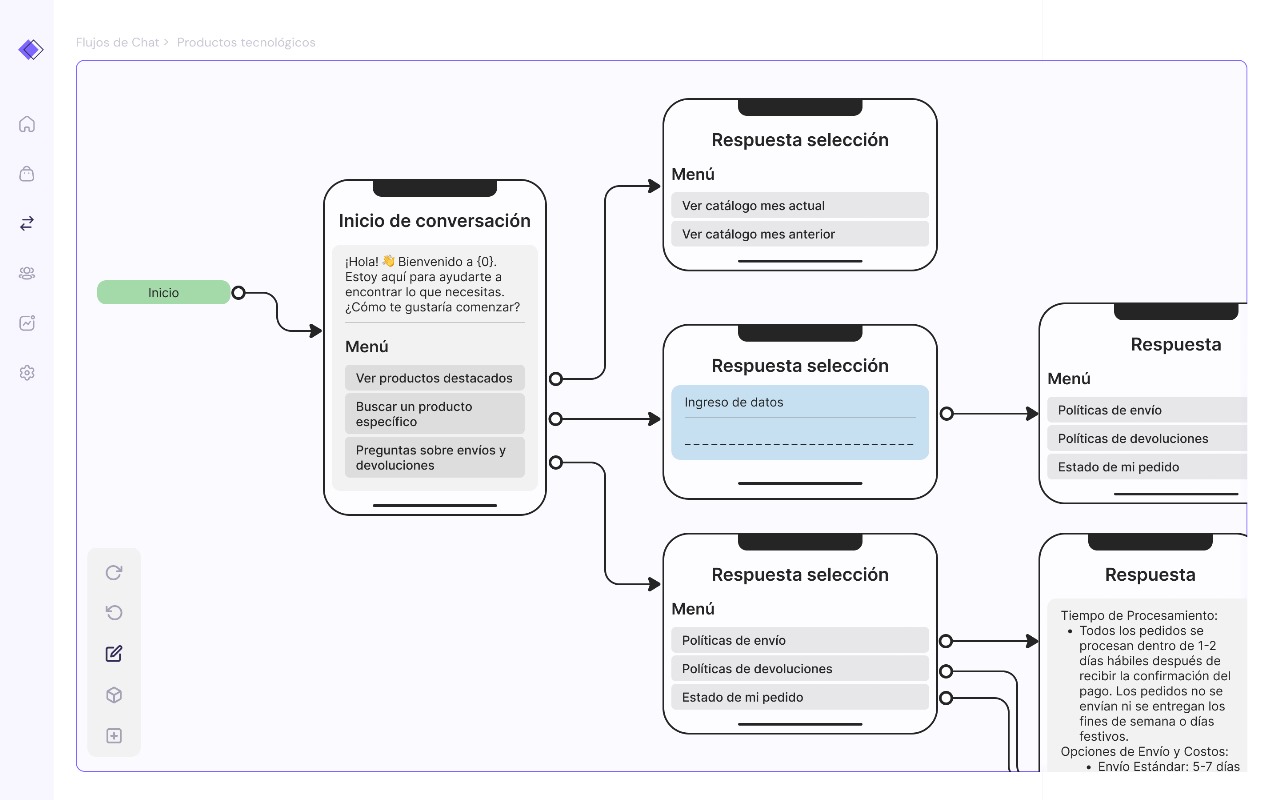 Flujos de Chat > Productos tecnológicos
Inicio
Inicio de conversación
¡Hola! 👋 Bienvenido a {0}.
Estoy aquí para ayudarte a
encontrar lo que necesitas.
¿Cómo te gustaría comenzar?
Menú
Ver productos destacados
Buscar un producto
específico
Preguntas sobre envíos y
devoluciones
Respuesta selección
Menú
Ver catálogo mes actual
Ver catálogo mes anterior
Respuesta selección
Ingreso de datos
Respuesta
Menú
Políticas de envío
Políticas de devoluciones
Estado de mi pedido
Respuesta selección
Menú
Políticas de envío
Políticas de devoluciones
Estado de mi pedido
Respuesta
Tiempo de Procesamiento:
• Todos los pedidos se
procesan dentro de 1-2
días hábiles después de
recibir la confirmación del
pago. Los pedidos no se
envían ni se entregan los
fines de semana o días
festivos.
Opciones de Envío y Costos:
• Envío Estándar: 5-7 días